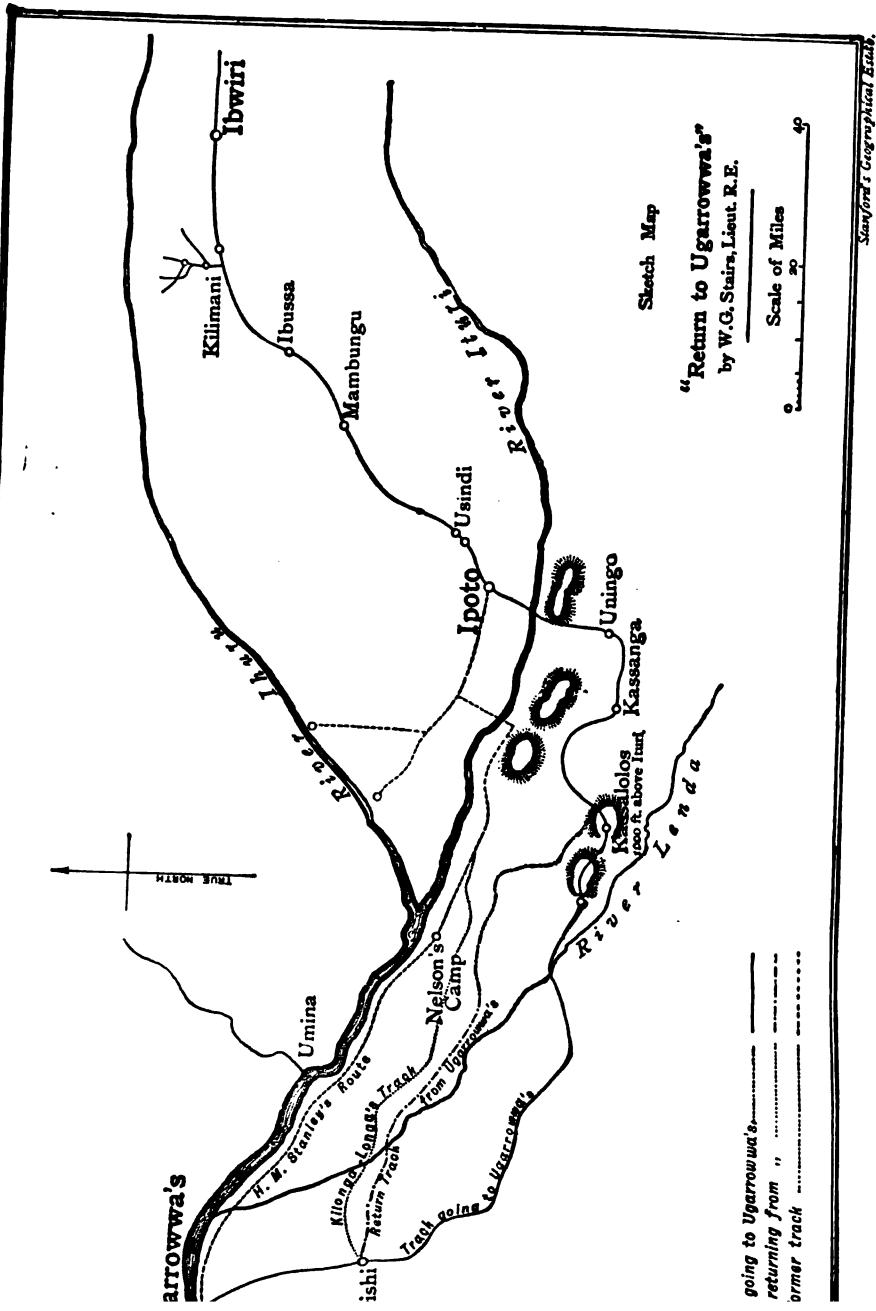 Ibwiri
Kilimani
Ibussa
Mambungu
Usindi
Ipoto
River Ituri
River Ihuru
Uningo
Kassanga
Kassalolos
1000 ft. above Ituri
River Lenda
TRUE NORTH
Umina
Nelson's
Camp
H. M. Stanley's Route
Kilonga-Longa's Track
Return Track
from Ugarrowwa's
Track going to Ugarrowwa's
arrowwa's
ishi
Sketch Map
"Return to Ugarrowwa's"
by W.G. Stairs, Lieut. R.E.
Scale of Miles
0 20 40
going to Ugarrowwa's
returning from "
ormer track
Stanford's Geographical Estab.